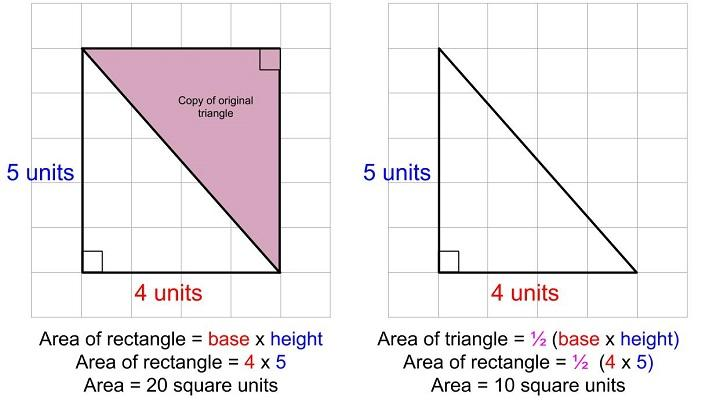 Copy of original
triangle
5 units
4 units
Area of rectangle = base x height
Area of rectangle = 4 x 5
Area = 20 square units
5 units
4 units
Area of triangle = ½ (base x height)
Area of rectangle = ½ (4 x 5)
Area = 10 square units